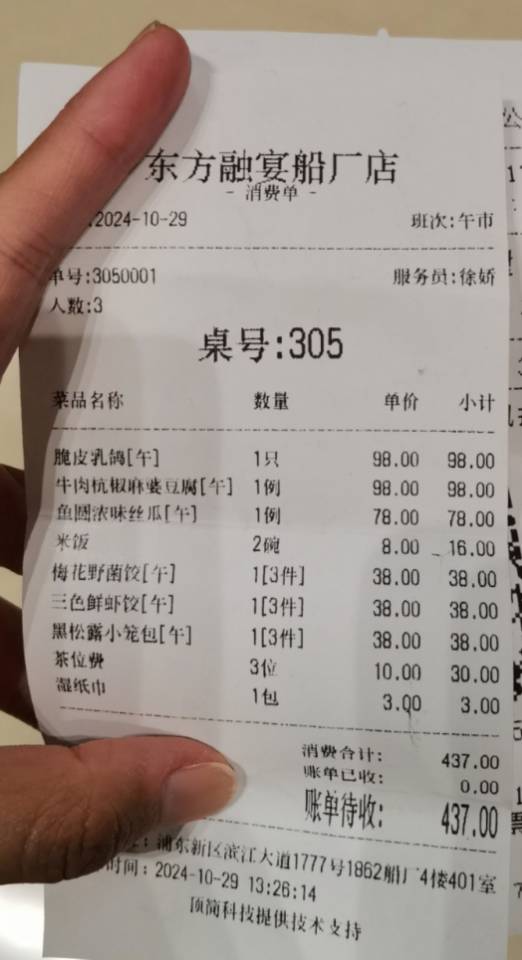 东方融宴船厂店
- 消费单 -
:2024-10-29 班次:午市
单号:3050001 服务员:徐娇
人数:3
桌号:305
菜品名称 数量 单价 小计
脆皮乳鸽[午] 1只 98.00 98.00
牛肉杭椒麻婆豆腐[午] 1例 98.00 98.00
鱼圆浓味丝瓜[午] 1例 78.00 78.00
米饭 2碗 8.00 16.00
梅花野菌饺[午] 1[3件] 38.00 38.00
三色鲜虾饺[午] 1[3件] 38.00 38.00
黑松露小笼包[午] 1[3件] 38.00 38.00
茶位费 3位 10.00 30.00
湿纸巾 1包 3.00 3.00
消费合计: 437.00
账单已收: 0.00
账单待收: 437.00
:浦东新区滨江大道1777号1862船厂4楼401室
时间:2024-10-29 13:26:14
顶简科技提供技术支持